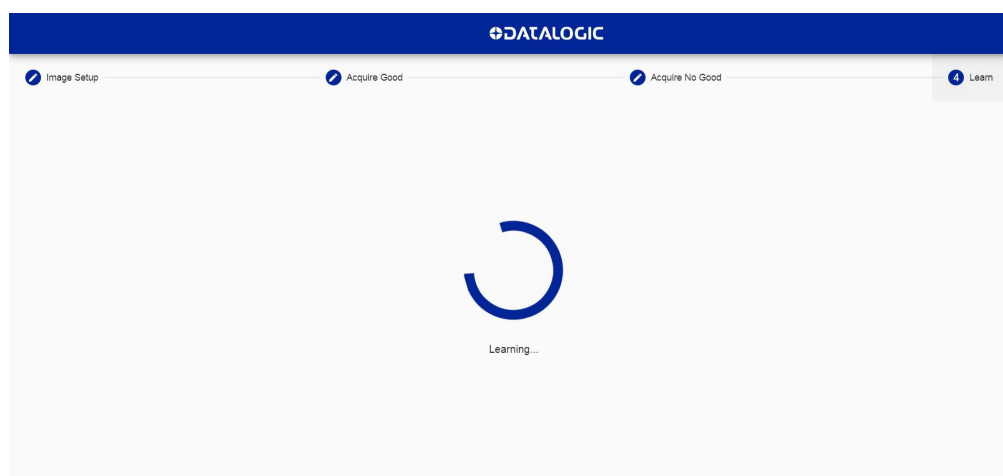 DATALOGIC
Image Setup
Acquire Good
Acquire No Good
4 Learn
Learning...